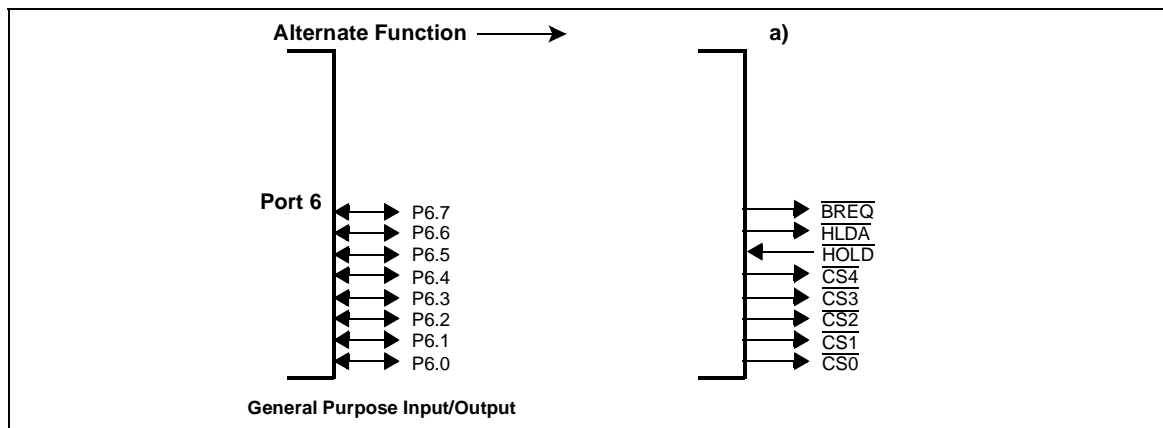 Alternate Function a)
Port 6
P6.7 BREQ
P6.6 HLDA
P6.5 HOLD
P6.4 CS4
P6.3 CS3
P6.2 CS2
P6.1 CS1
P6.0 CS0
General Purpose Input/Output